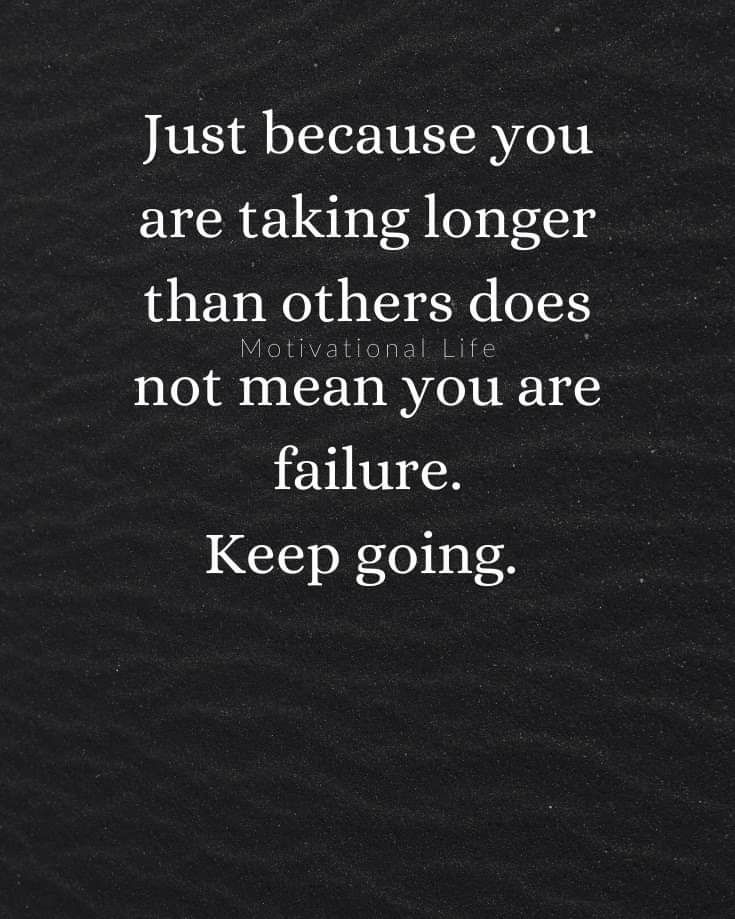 Just because you
are taking longer
than others does
Motivational Life
not mean you are
failure.
Keep going.